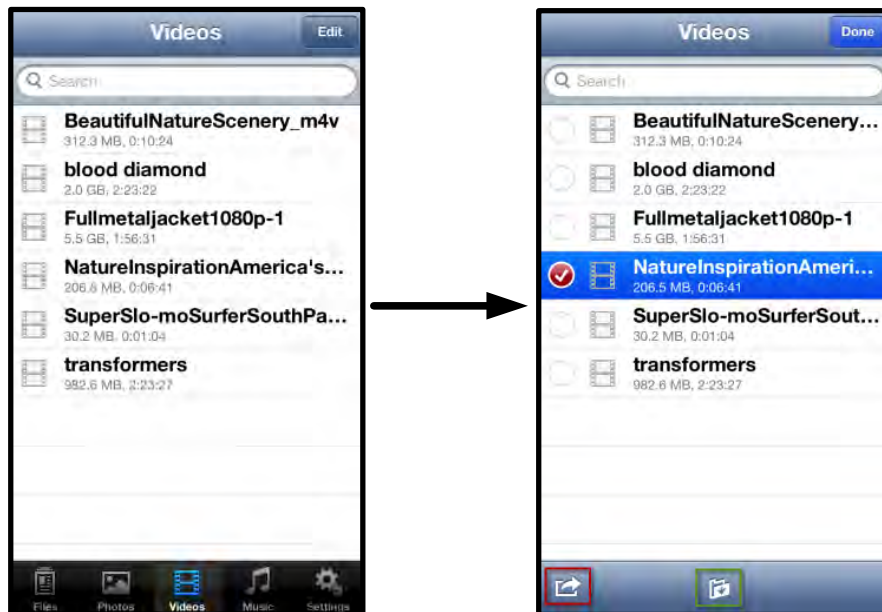 Videos
Edit
Search
BeautifulNatureScenery_m4v
312.3 MB, 0:10:24
blood diamond
2.0 GB, 2:23:22
Fullmetaljacket1080p-1
5.5 GB, 1:56:31
NatureInspirationAmerica's...
206.5 MB, 0:06:41
SuperSlo-moSurferSouthPa...
30.2 MB, 0:01:04
transformers
982.6 MB, 2:23:27
Files
Photos
Videos
Music
Settings
Videos
Done
Search
BeautifulNatureScenery...
312.3 MB, 0:10:24
blood diamond
2.0 GB, 2:23:22
Fullmetaljacket1080p-1
5.5 GB, 1:56:31
NatureInspirationAmeri...
206.5 MB, 0:06:41
SuperSlo-moSurferSout...
30.2 MB, 0:01:04
transformers
982.6 MB, 2:23:27